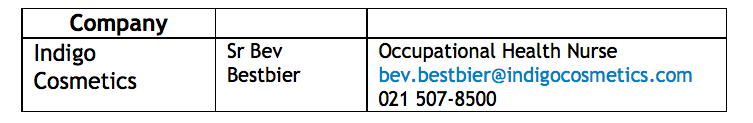 Company
Indigo
Cosmetics
Sr Bev
Bestbier
Occupational Health Nurse
bev.bestbier@indigocosmetics.com
021 507-8500